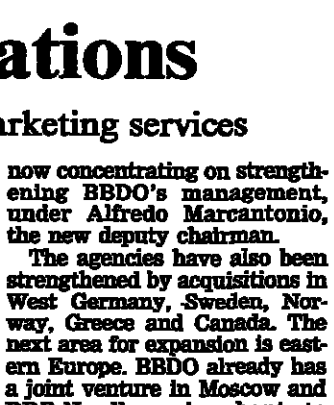 ations
rketing services
now concentrating on strength-
ening BBDO's management,
under Alfredo Marcantonio,
the new deputy chairman.
The agencies have also been
strengthened by acquisitions in
West Germany, Sweden, Nor-
way, Greece and Canada. The
next area for expansion is east-
ern Europe. BBDO already has
a joint venture in Moscow and